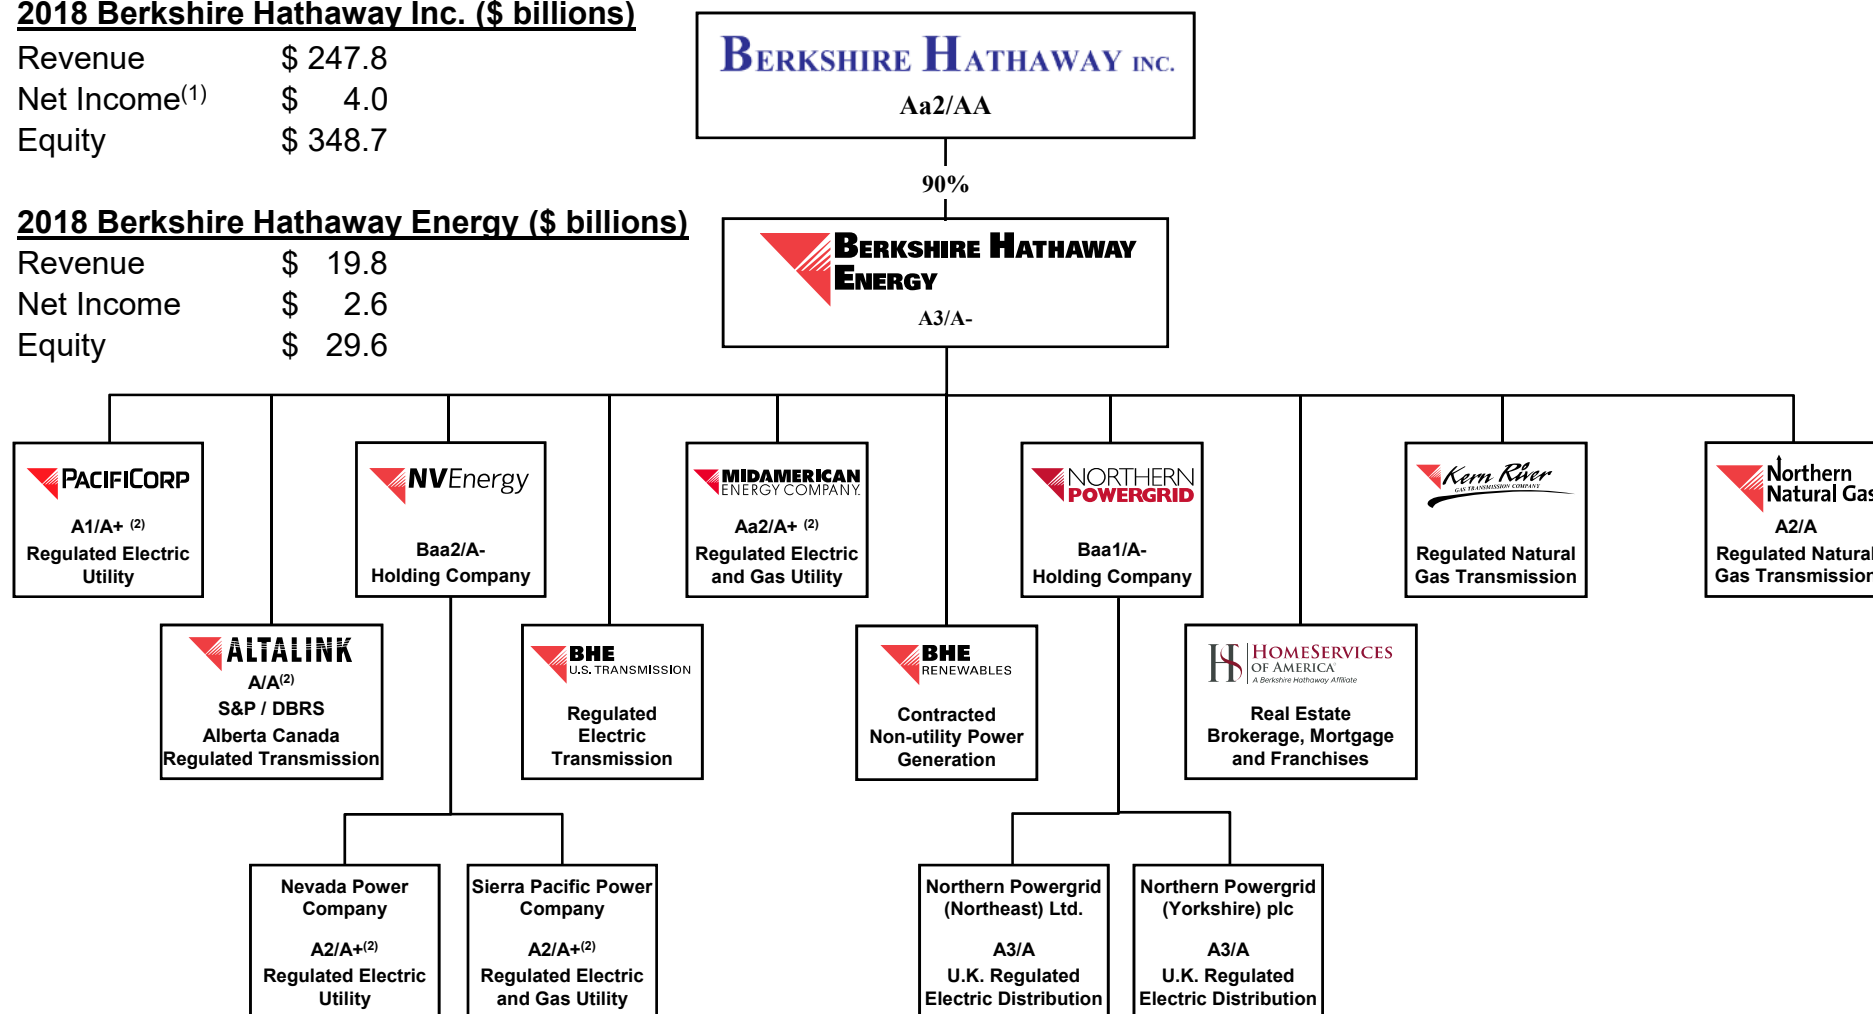 2018 Berkshire Hathaway Inc. ($ billions)
Revenue $ 247.8
Net Income(1) $ 4.0
Equity $ 348.7
BERKSHIRE HATHAWAY INC.
Aa2/AA
90%
2018 Berkshire Hathaway Energy ($ billions)
Revenue $ 19.8
Net Income $ 2.6
Equity $ 29.6
BERKSHIRE HATHAWAY
ENERGY
A3/A-
PACIFICORP
A1/A+ (2)
Regulated Electric
Utility
NVEnergy
Baa2/A-
Holding Company
MIDAMERICAN
ENERGY COMPANY.
Aa2/A+ (2)
Regulated Electric
and Gas Utility
NORTHERN
POWERGRID
Baa1/A-
Holding Company
Kern River
GAS TRANSMISSION COMPANY
Regulated Natural
Gas Transmission
Northern
Natural Gas
A2/A
Regulated Natural
Gas Transmission
ALTALINK
A/A(2)
S&P / DBRS
Alberta Canada
Regulated Transmission
BHE
U.S. TRANSMISSION
Regulated
Electric
Transmission
BHE
RENEWABLES
Contracted
Non-utility Power
Generation
HS
HOMESERVICES
OF AMERICA
A Berkshire Hathaway Affiliate
Real Estate
Brokerage, Mortgage
and Franchises
Nevada Power
Company
A2/A+(2)
Regulated Electric
Utility
Sierra Pacific Power
Company
A2/A+(2)
Regulated Electric
and Gas Utility
Northern Powergrid
(Northeast) Ltd.
A3/A
U.K. Regulated
Electric Distribution
Northern Powergrid
(Yorkshire) plc
A3/A
U.K. Regulated
Electric Distribution